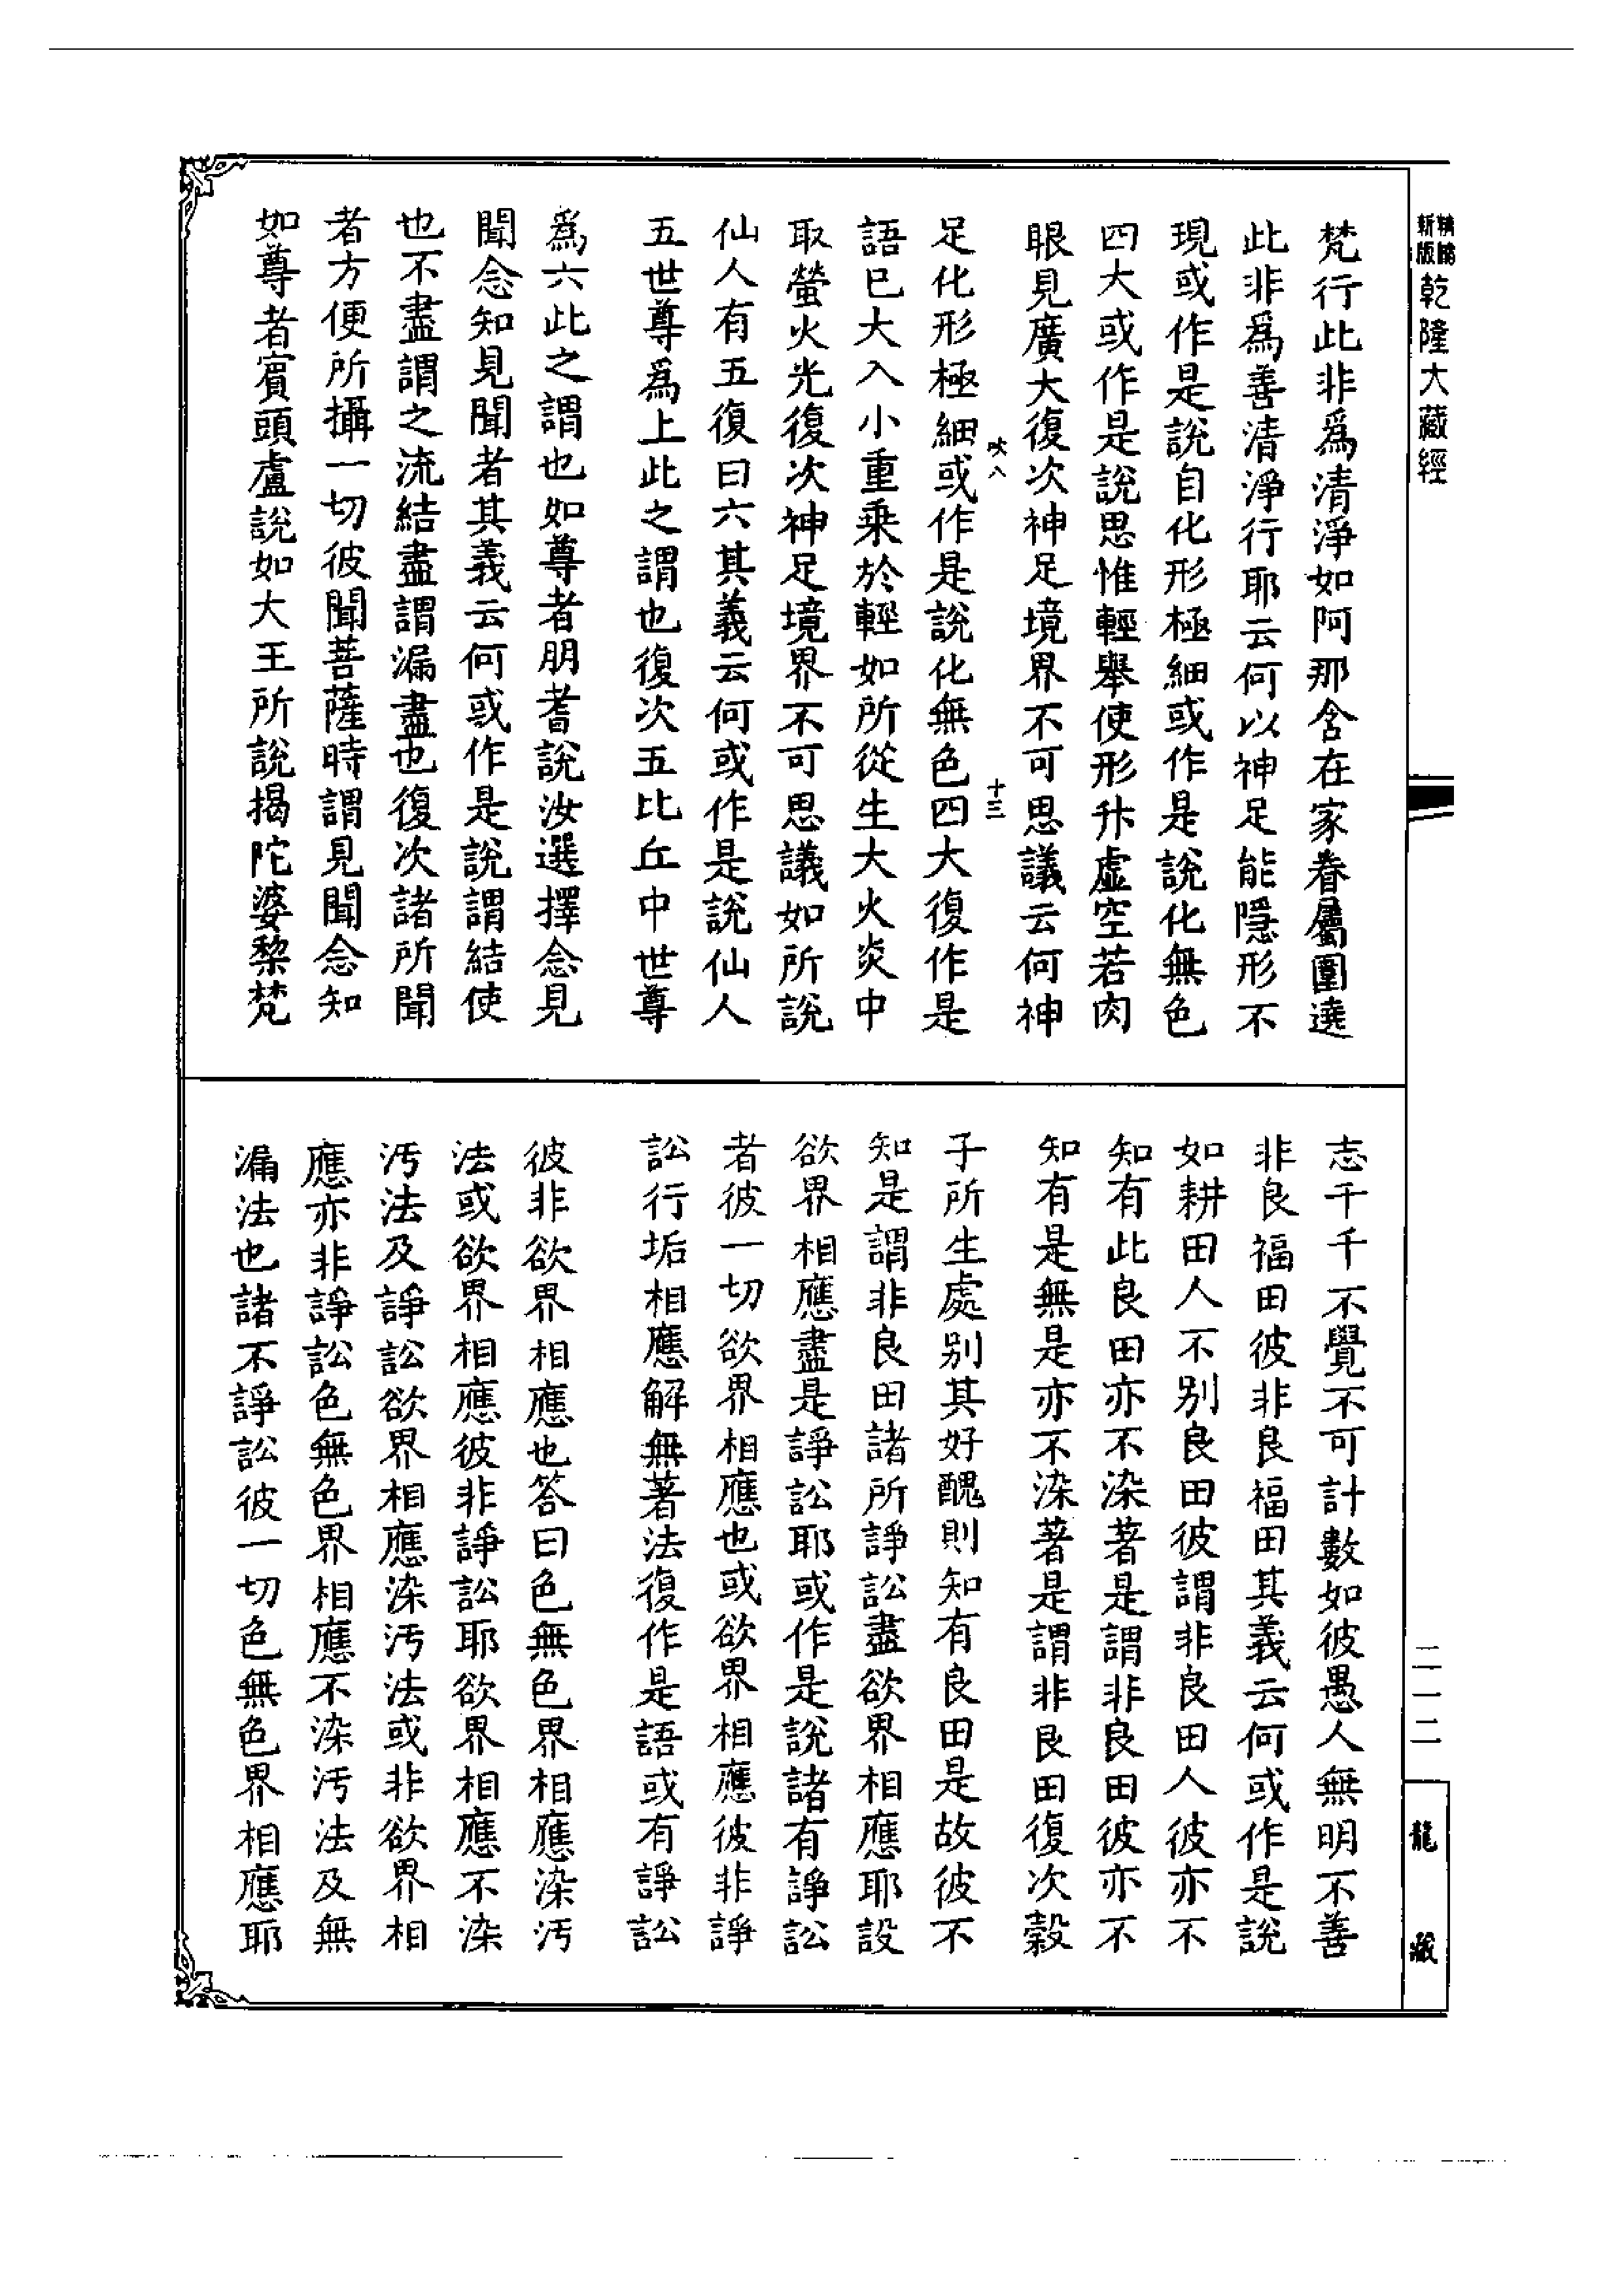 精編新版乾隆大藏經
二一二
龍藏
梵行此非爲清淨如阿那含在家眷屬圍遶
此非爲善清淨行耶云何以神足能隱形不
現或作是說自化形極細或作是說化無色
四大或作是說思惟輕舉使形升虛空若肉
眼見廣大復次神足境界不可思議云何神
十三
足化形極細或作是說化無色四大復作是
語已大入小重乘於輕如所從生大火炎中
取螢火光復次神足境界不可思議如所說
仙人有五復曰六其義云何或作是說仙人
五世尊爲上此之謂也復次五比丘中世尊
爲六此之謂也如尊者朋耆說汝選擇念見
聞念知見聞者其義云何或作是說謂結使
也不盡謂之流結盡謂漏盡也復次諸所聞
者方便所攝一切彼聞菩薩時謂見聞念知
如尊者賓頭盧說如大王所說揭陀婆黎梵
志千千不覺不可計數如彼愚人無明不善
非良福田彼非良福田其義云何或作是說
如耕田人不別良田彼謂非良田人彼亦不
知有此良田亦不染著是謂非良田彼亦不
知有是無是亦不染著是謂非良田復次穀
子所生處別其好醜則知有良田是故彼不
知是謂非良田諸所諍訟盡欲界相應耶設
欲界相應盡是諍訟耶或作是說諸有諍訟
者彼一切欲界相應也或欲界相應彼非諍
訟行垢相應解無著法復作是語或有諍訟
彼非欲界相應也答曰色無色界相應染汚
法或欲界相應彼非諍訟耶欲界相應不染
汚法及諍訟欲界相應染汚法或非欲界相
應亦非諍訟色無色界相應不染汚法及無
漏法也諸不諍訟彼一切色無色界相應耶